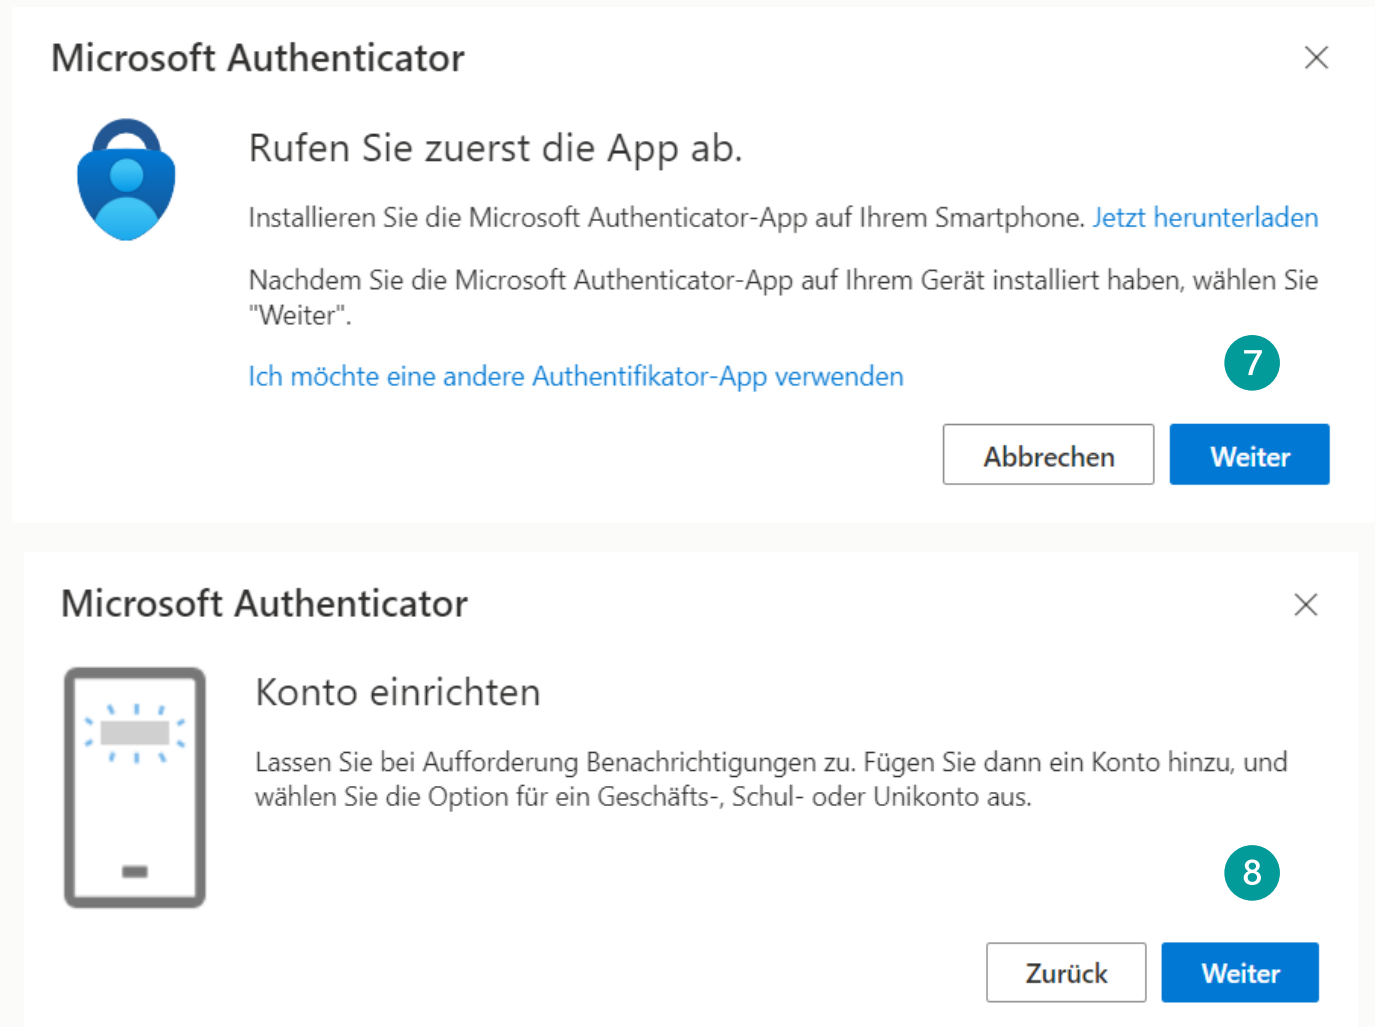 Microsoft Authenticator
Rufen Sie zuerst die App ab.
Installieren Sie die Microsoft Authenticator-App auf Ihrem Smartphone. Jetzt herunterladen
Nachdem Sie die Microsoft Authenticator-App auf Ihrem Gerät installiert haben, wählen Sie
"Weiter".
7
Ich möchte eine andere Authentifikator-App verwenden
Abbrechen Weiter
Microsoft Authenticator
Konto einrichten
Lassen Sie bei Aufforderung Benachrichtigungen zu. Fügen Sie dann ein Konto hinzu, und
wählen Sie die Option für ein Geschäfts-, Schul- oder Unikonto aus.
8
Zurück Weiter